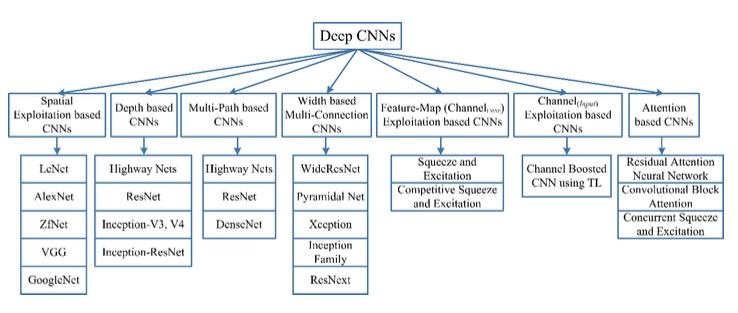 Deep CNNs
Spatial
Exploitation based
CNNs
Depth based
CNNs
Multi-Path based
CNNs
Width based
Multi-Connection
CNNs
Feature-Map (Channel
Exploitation based CNNs
Channel(Input)
Exploitation based
CNNs
Attention
based CNNs
LeNet
AlexNet
ZfNet
VGG
GoogleNet
Highway Nets
ResNet
Inception-V3, V4
Inception-ResNet
Highway Nets
ResNet
DenseNet
WideResNet
Pyramidal Net
Xception
Inception
Family
ResNext
Squeeze and
Excitation
Competitive Squeeze
and Excitation
Channel Boosted
CNN using TL
Residual Attention
Neural Network
Convolutional Block
Attention
Concurrent Squeeze
and Excitation